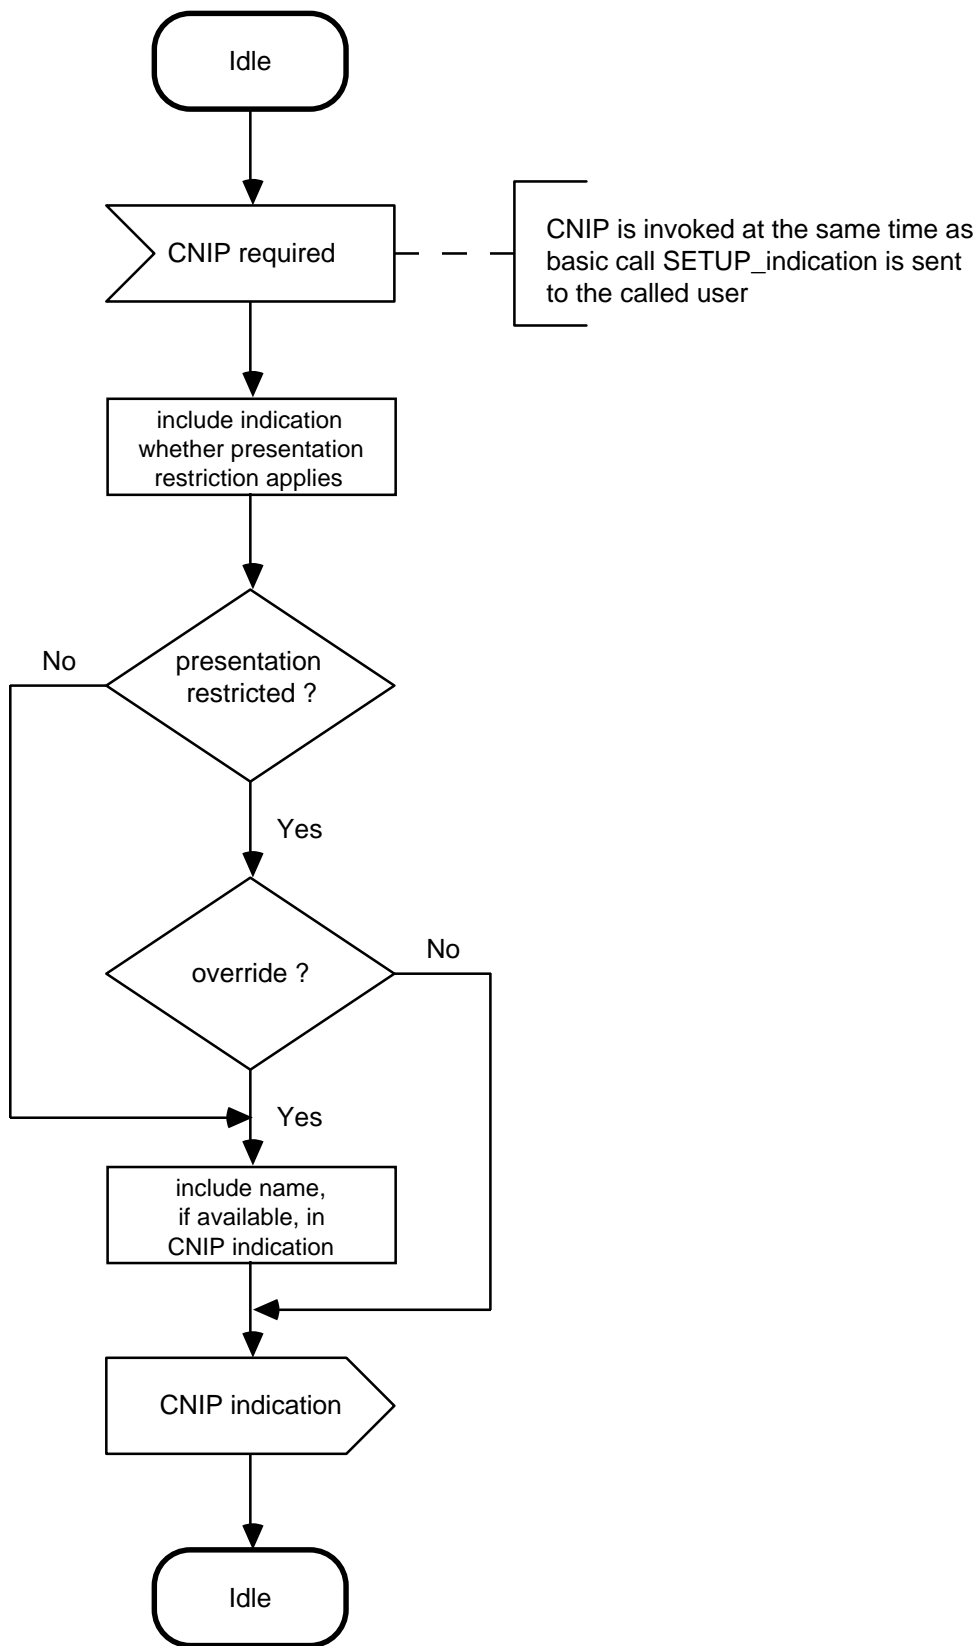 Idle
CNIP required
CNIP is invoked at the same time as
basic call SETUP_indication is sent
to the called user
include indication
whether presentation
restriction applies
No
presentation
restricted ?
Yes
No
override ?
Yes
include name,
if available, in
CNIP indication
CNIP indication
Idle